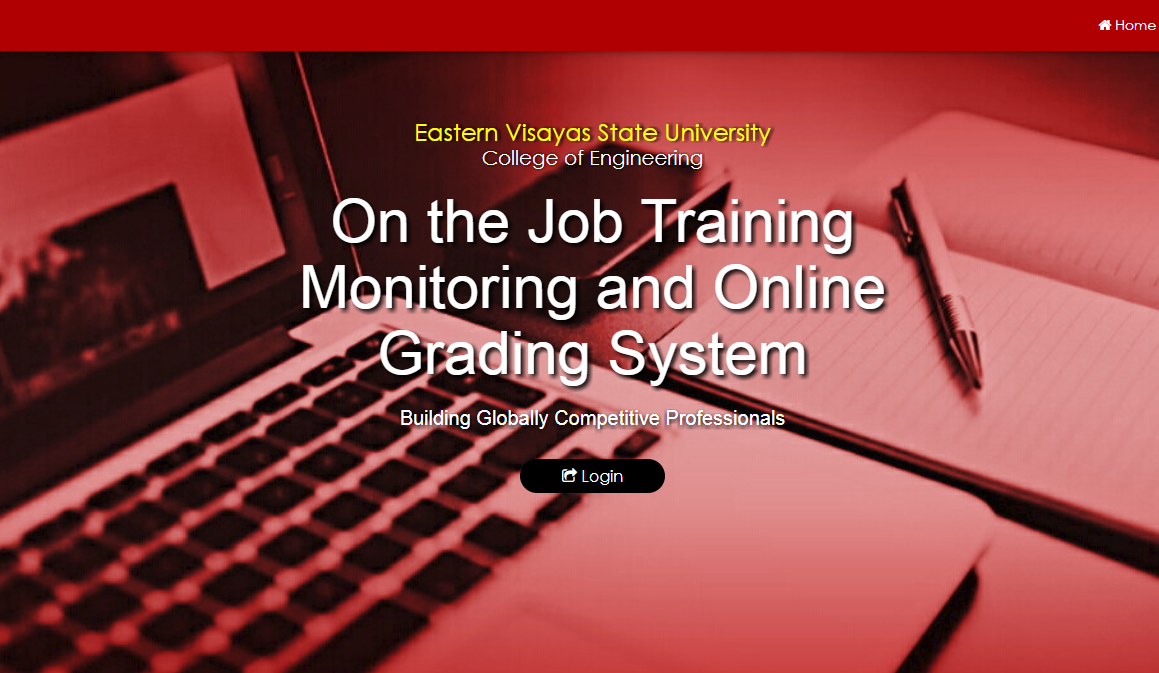 Home
Eastern Visayas State University
College of Engineering
On the Job Training
Monitoring and Online
Grading System
Building Globally Competitive Professionals
Login